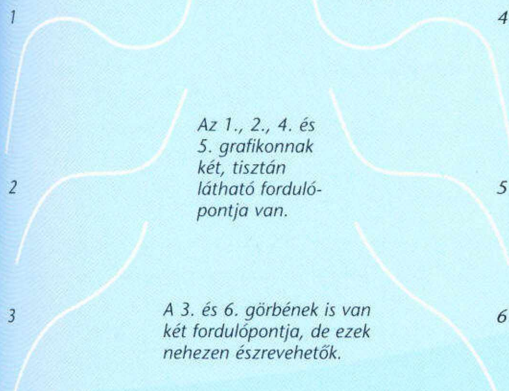 1
4
Az 1., 2., 4. és
5. grafikonnak
két, tisztán
látható forduló-
pontja van.
2
5
A 3. és 6. görbének is van
két fordulópontja, de ezek
nehezen észrevehetők.
3
6